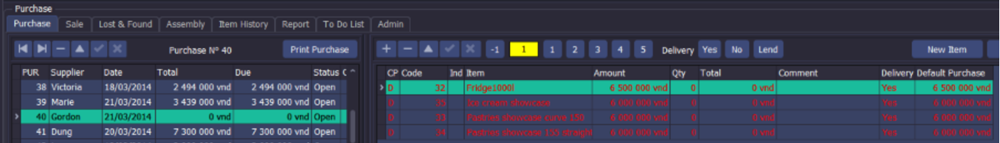 Purchase
Purchase Sale Lost & Found Assembly Item History Report To Do List Admin
Purchase Nº 40 Print Purchase
-1 1 1 2 3 4 5 Delivery Yes No Lend New Item
PUR Supplier Date Total Due Status C
38 Victoria 18/03/2014 2 494 000 vnd 2 494 000 vnd Open
39 Marie 21/03/2014 3 439 000 vnd 3 439 000 vnd Open
40 Gordon 21/03/2014 0 vnd 0 vnd Open
41 Dung 20/03/2014 7 300 000 vnd 7 300 000 vnd Open
CP Code Ind Item Amount Qty Total Comment Delivery Default Purchase
D 32 Fridge1000l 6 500 000 vnd 0 0 vnd Yes 6 500 000 vnd
D 35 Ice cream showcase 6 000 000 vnd 0 0 vnd Yes 6 000 000 vnd
D 33 Pastries showcase curve 150 6 000 000 vnd 0 0 vnd Yes 6 000 000 vnd
D 34 Pastries showcase 155 straight 6 000 000 vnd 0 0 vnd Yes 6 000 000 vnd